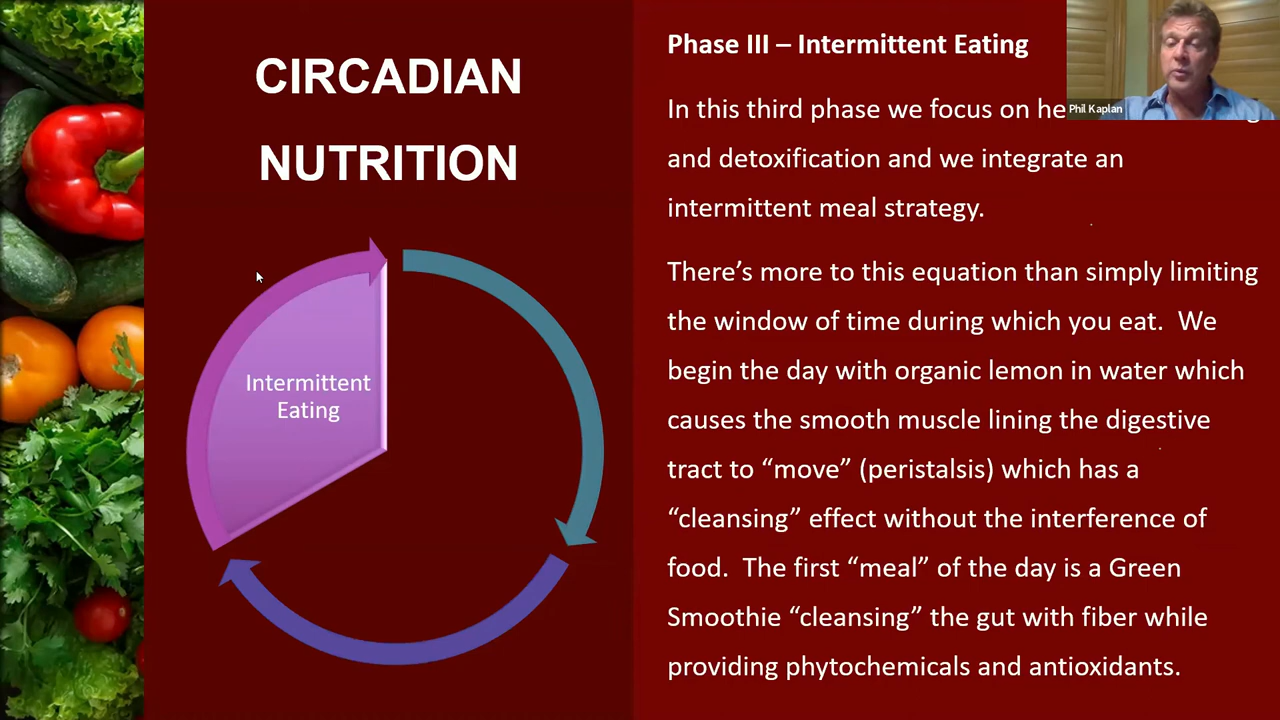 CIRCADIAN
NUTRITION
Intermittent
Eating
Phase III – Intermittent Eating
In this third phase we focus on
and detoxification and we integrate an
intermittent meal strategy.
There’s more to this equation than simply limiting
the window of time during which you eat.  We
begin the day with organic lemon in water which
causes the smooth muscle lining the digestive
tract to “move” (peristalsis) which has a
“cleansing” effect without the interference of
food.  The first “meal” of the day is a Green
Smoothie “cleansing” the gut with fiber while
providing phytochemicals and antioxidants.
Phil Kaplan